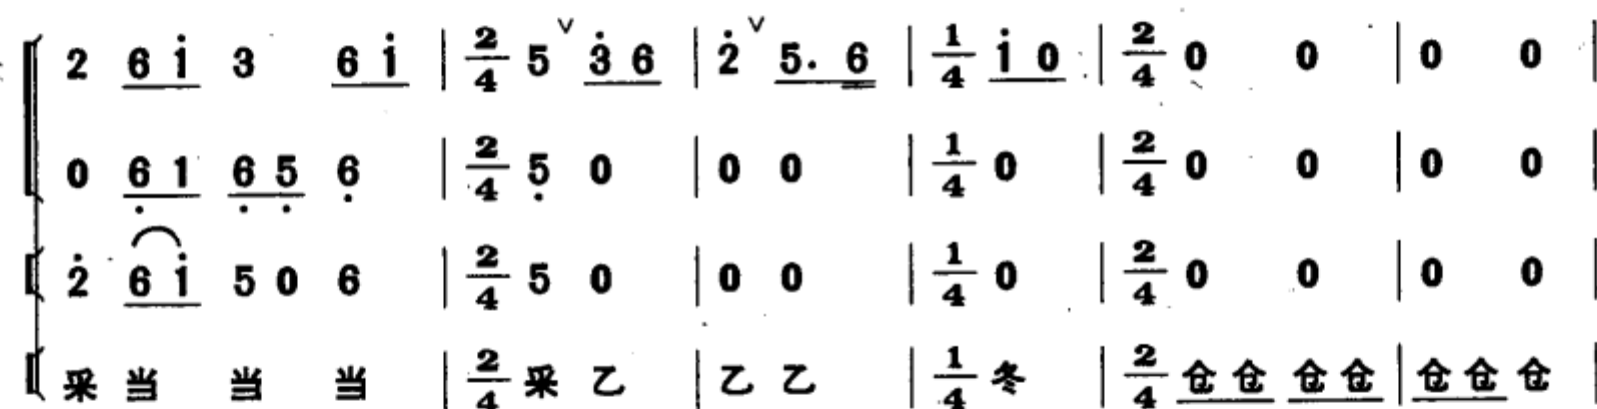 2 6 i̇ 3 6 i̇ | 2/4 5 ∨ 3̇ 6 | 2̇ ∨ 5. 6 | 1/4 i̇ 0 | 2/4 0 0 | 0 0 |
0 6̣ 1 6̣ 5̣ 6̣ | 2/4 5̣ 0 | 0 0 | 1/4 0 | 2/4 0 0 | 0 0 |
2̇ 6 i̇ 5 0 6 | 2/4 5 0 | 0 0 | 1/4 0 | 2/4 0 0 | 0 0 |
采 当 当 当 | 2/4 采 乙 | 乙 乙 | 1/4 冬 | 2/4 仓 仓 仓 仓 | 仓 仓 仓 |